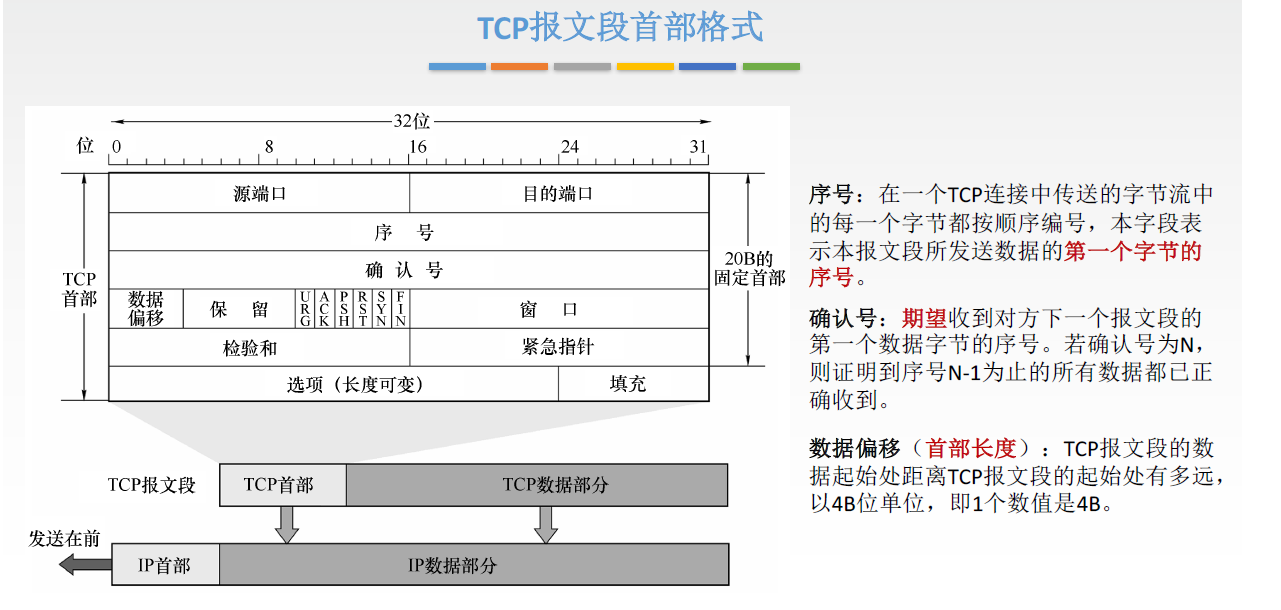 TCP报文段首部格式
32位
位 0 8 16 24 31
源端口 目的端口
序 号
确 认 号
数据偏移 保 留 URG ACK PSH RST SYN FIN 窗 口
检验和 紧急指针
选项（长度可变） 填充
TCP首部
20B的
固定首部
TCP报文段 TCP首部 TCP数据部分
发送在前
IP首部 IP数据部分
序号：在一个TCP连接中传送的字节流中
的每一个字节都按顺序编号，本字段表
示本报文段所发送数据的第一个字节的
序号。
确认号：期望收到对方下一个报文段的
第一个数据字节的序号。若确认号为N，
则证明到序号N-1为止的所有数据都已正
确收到。
数据偏移（首部长度）：TCP报文段的数
据起始处距离TCP报文段的起始处有多远，
以4B位单位，即1个数值是4B。